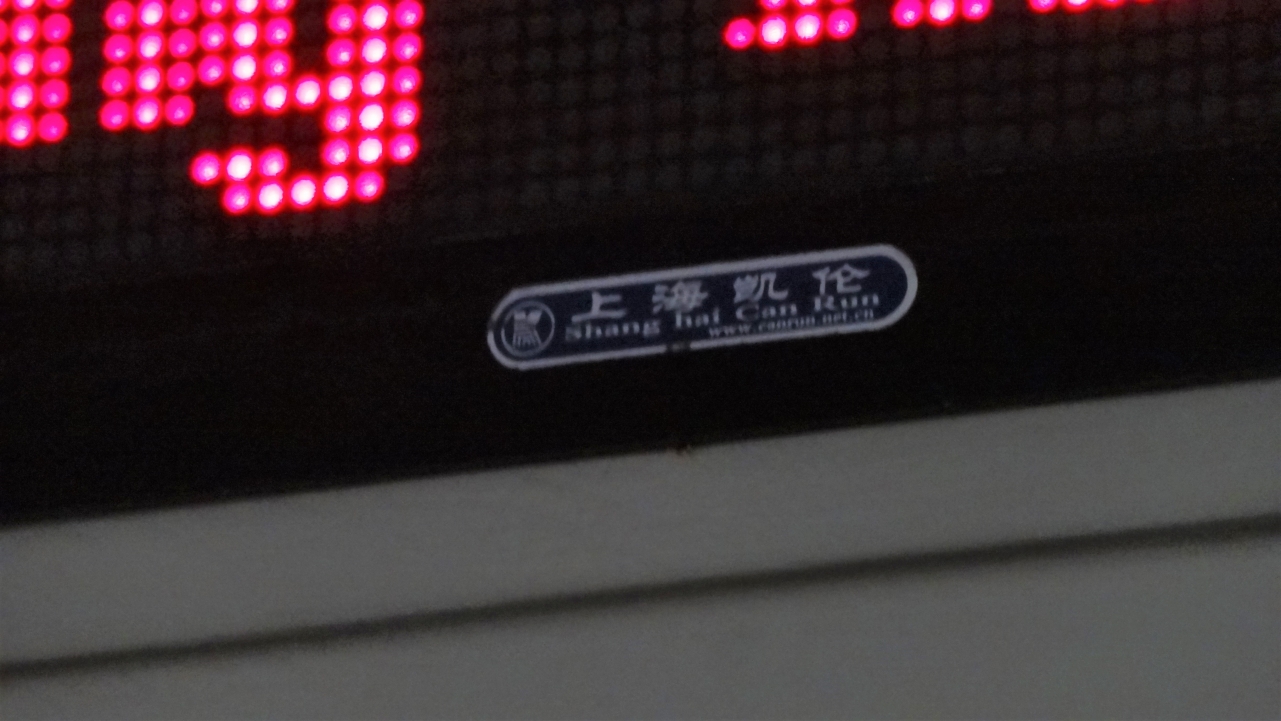 上海凯伦
Shang hai Can Run
www.canrun.net.cn